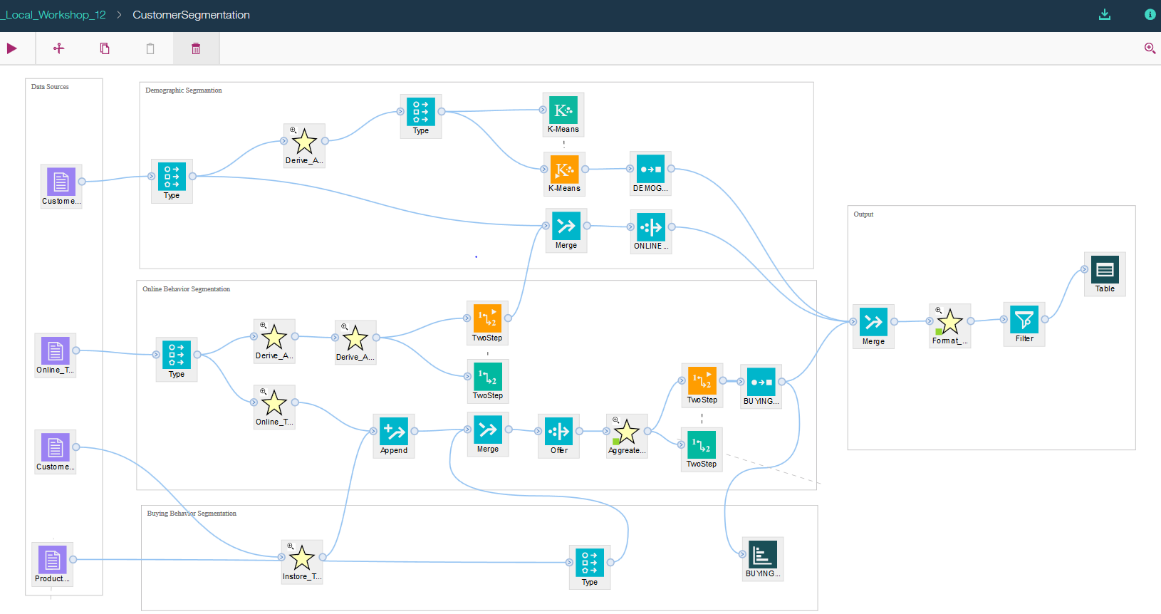 _Local_Workshop_12 > CustomerSegmentation
Data Sources
Demographic Segmantion
K-Means
Type
Derive_A...
Custome...
Type
K-Means
DEMOG...
Merge
ONLINE...
Output
Table
Merge
Format_...
Filter
Online Behavior Segmentation
Online_T...
Type
Derive_A...
Derive_A...
TwoStep
TwoStep
Online_T...
TwoStep
BUYING...
Custome...
Append
Merge
Offer
Aggreate...
TwoStep
Buying Behavior Segmentation
Product...
Instore_T...
Type
BUYING...